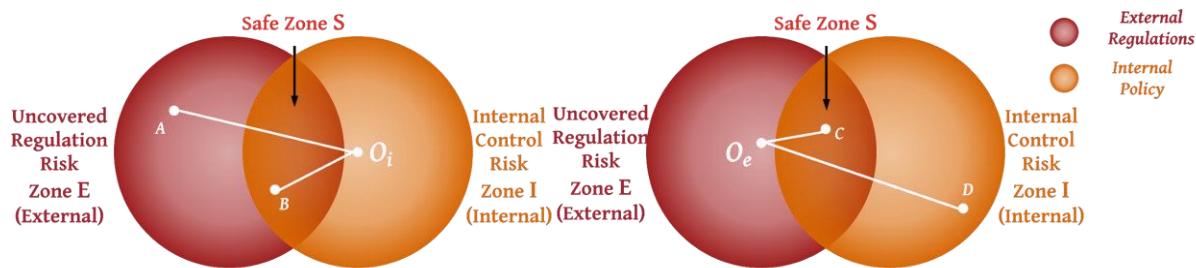 Safe Zone S
Uncovered
Regulation
Risk
Zone E
(External)
A
B
Oi
Internal
Control
Risk
Zone I
(Internal)
Safe Zone S
Uncovered
Regulation
Risk
Zone E
(External)
Oe
C
D
Internal
Control
Risk
Zone I
(Internal)
External
Regulations
Internal
Policy